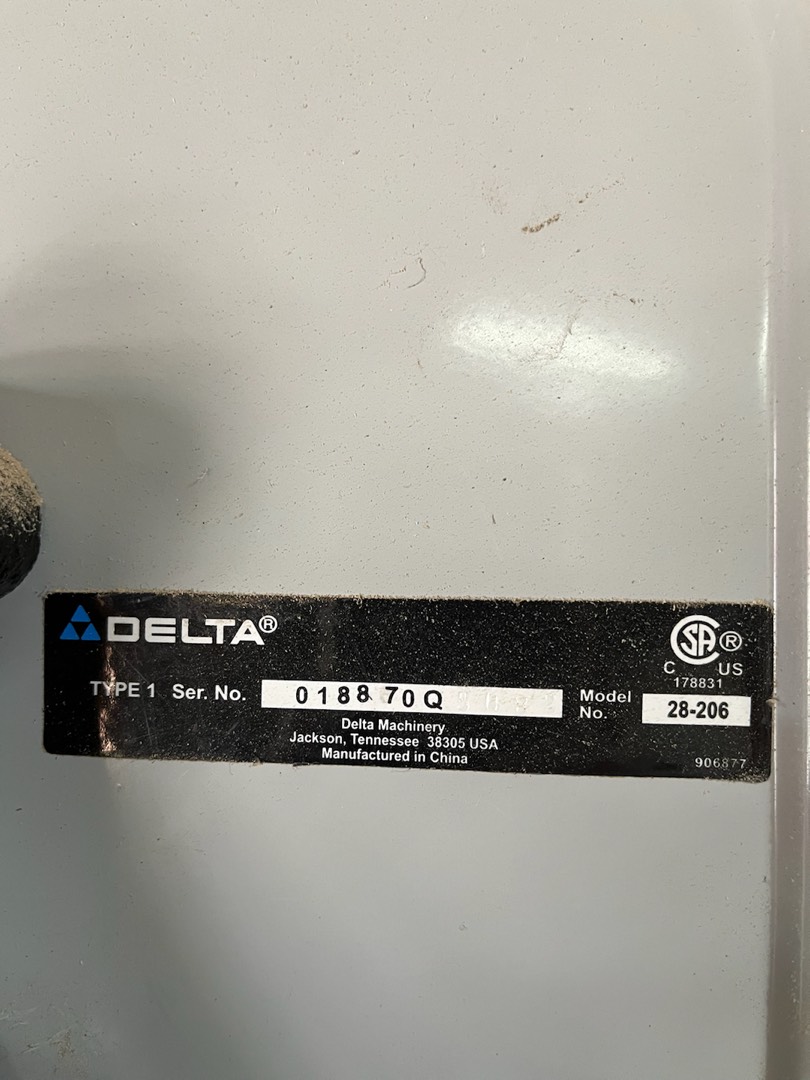 DELTA®
SA ®
C US
178831
TYPE 1 Ser. No. 0188 70Q
Model No. 28-206
Delta Machinery
Jackson, Tennessee 38305 USA
Manufactured in China
906877